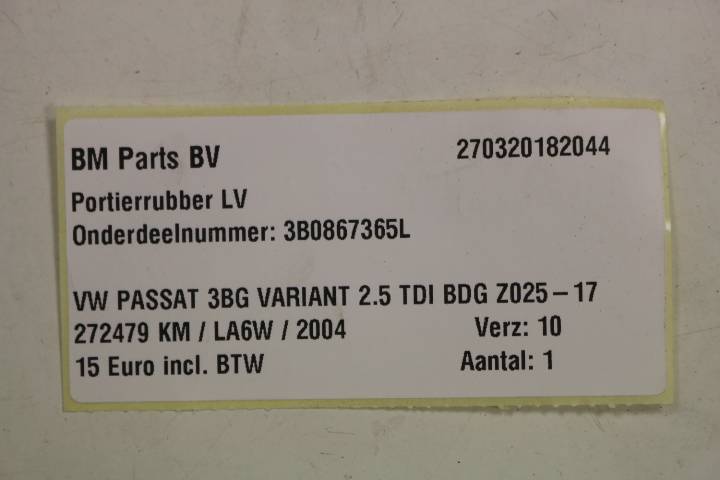 BM Parts BV 270320182044
Portierrubber LV
Onderdeelnummer: 3B0867365L
VW PASSAT 3BG VARIANT 2.5 TDI BDG Z025-17
272479 KM / LA6W / 2004 Verz: 10
15 Euro incl. BTW Aantal: 1